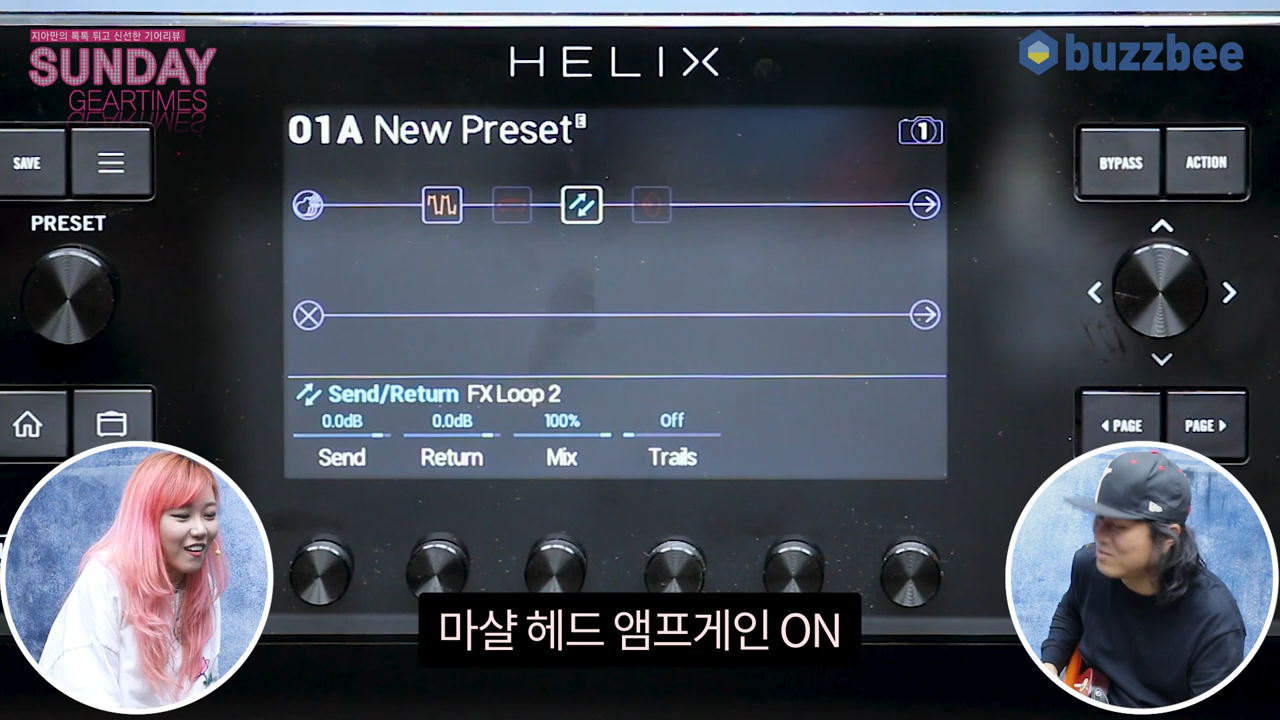 지아만의 톡톡 튀고 신선한 기어리뷰
SUNDAY
GEARTIMES
HELIX
buzzbee
01A New Preset E
1
SAVE
BYPASS
ACTION
PRESET
Send/Return FX Loop 2
0.0dB 0.0dB 100% Off
Send Return Mix Trails
PAGE
PAGE
마샬 헤드 앰프게인 ON